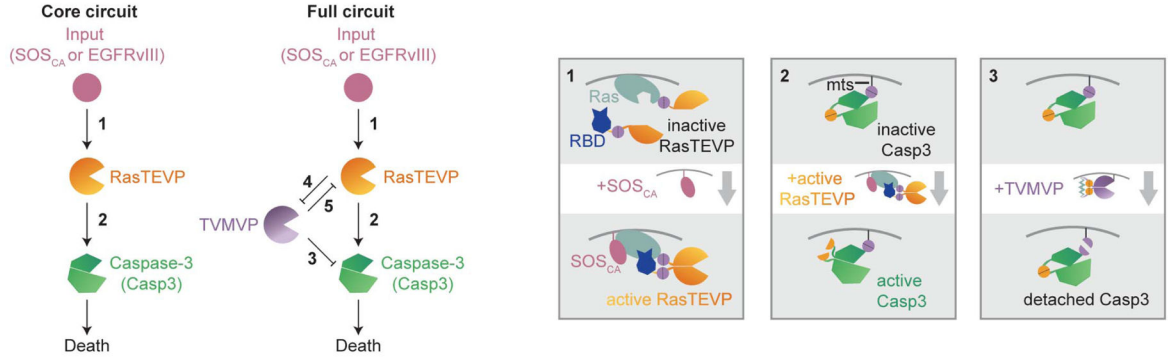 Core circuit
Input
(SOSCA or EGFRvIII)
1
RasTEVP
2
Caspase-3
(Casp3)
Death
Full circuit
Input
(SOSCA or EGFRvIII)
1
RasTEVP
4
5
TVMVP
2
3
Caspase-3
(Casp3)
Death
1
Ras
RBD
inactive
RasTEVP
+SOSCA
SOSCA
active RasTEVP
2
mts
inactive
Casp3
+active
RasTEVP
active
Casp3
3
+TVMVP
detached Casp3